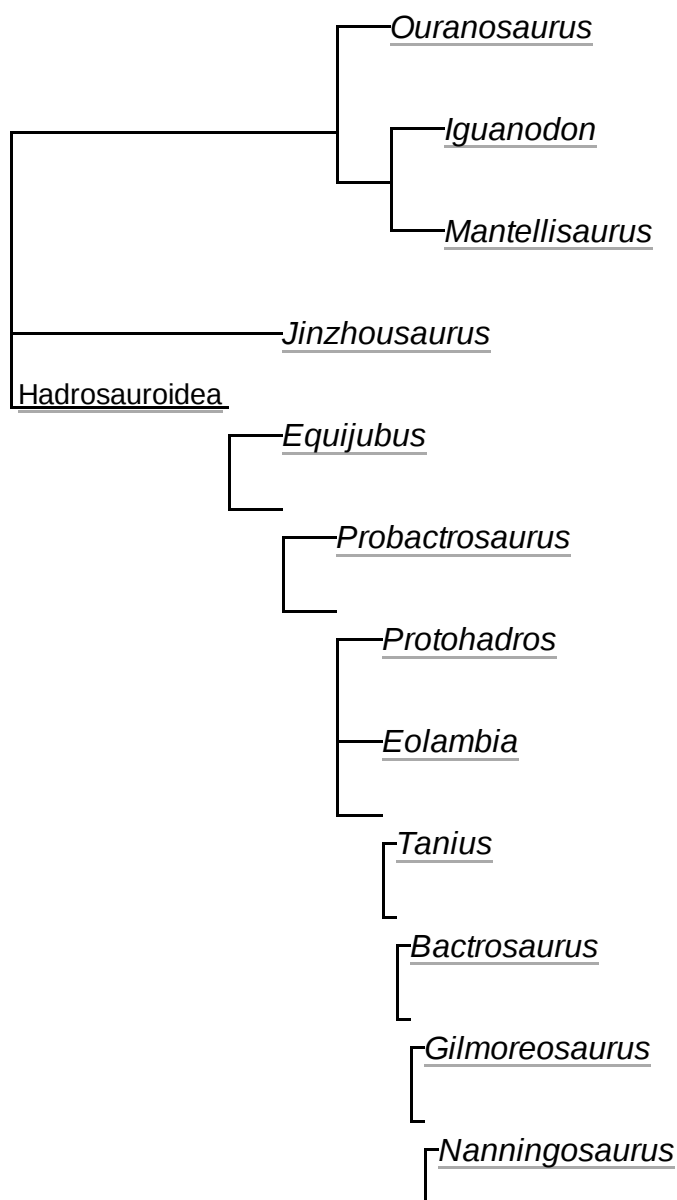 Ouranosaurus
Iguanodon
Mantellisaurus
Jinzhousaurus
Hadrosauroidea
Equijubus
Probactrosaurus
Protohadros
Eolambia
Tanius
Bactrosaurus
Gilmoreosaurus
Nanningosaurus